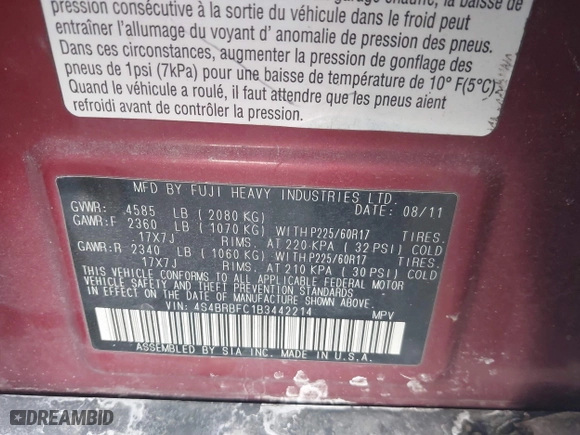 pression consécutive à la sortie du véhicule dans le froid peut
entraîner l'allumage du voyant d' anomalie de pression des pneus.
Dans ces circonstances, augmenter la pression de gonflage des
pneus de 1psi (7kPa) pour une baisse de température de 10° F(5°C).
Quand le véhicule a roulé, il faut attendre que les pneus aient
refroidi avant de contrôler la pression.
MFD BY FUJI HEAVY INDUSTRIES LTD.
GVWR: 4585 LB ( 2080 KG) DATE: 08/11
GAWR:F 2360 LB ( 1070 KG) WITH P225/60R17 TIRES.
17X7J RIMS. AT 220 KPA ( 32 PSI) COLD
GAWR:R 2340 LB ( 1060 KG) WITH P225/60R17 TIRES.
17X7J RIMS. AT 210 KPA ( 30 PSI) COLD
THIS VEHICLE CONFORMS TO ALL APPLICABLE FEDERAL MOTOR
VEHICLE SAFETY STANDARDS IN EFFECT ON THE
DATE OF MANUFACTURE SHOWN ABOVE.
VIN: 4S4BRBFC1B3442214 MPV
ASSEMBLED BY SIA INC. MADE IN U.S.A.
DREAMBID